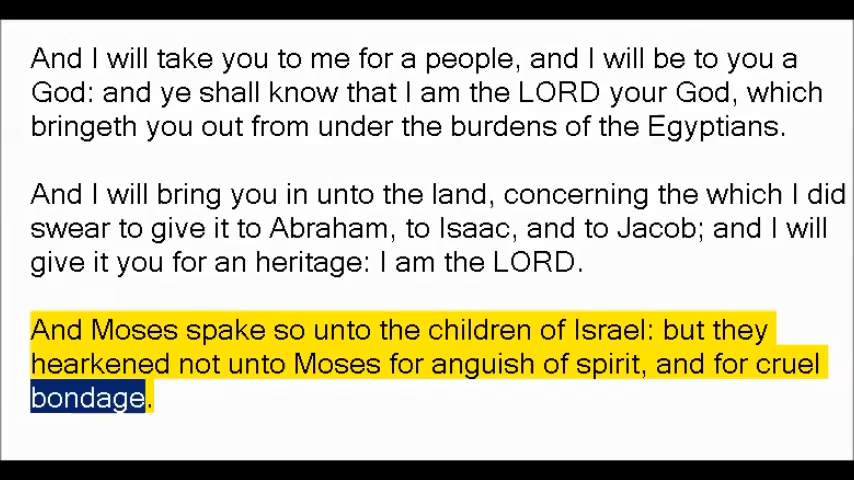 And I will take you to me for a people, and I will be to you a
God: and ye shall know that I am the LORD your God, which
bringeth you out from under the burdens of the Egyptians.
And I will bring you in unto the land, concerning the which I did
swear to give it to Abraham, to Isaac, and to Jacob; and I will
give it you for an heritage: I am the LORD.
And Moses spake so unto the children of Israel: but they
hearkened not unto Moses for anguish of spirit, and for cruel
bondage.